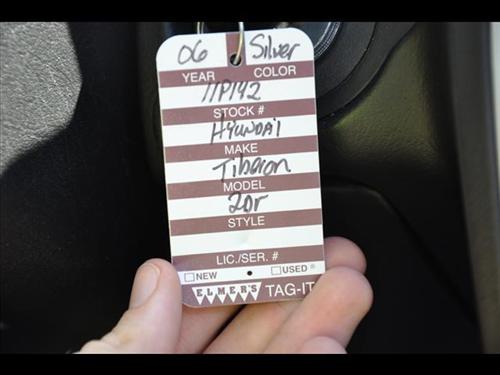 06 Silver
YEAR COLOR
11P142
STOCK #
HYUNDAI
MAKE
Tiburon
MODEL
2Dr
STYLE
LIC./SER. #
NEW USED®
ELMER'S TAG-IT